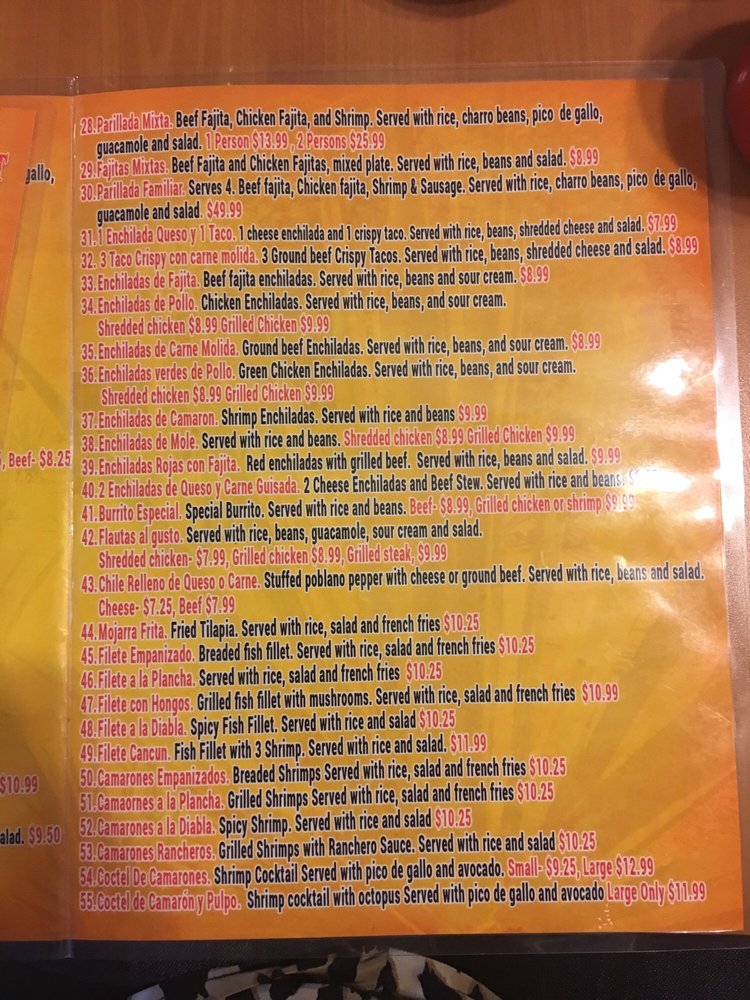 T
gallo,
, Beef- $8.25
$10.99
alad. $9.50
28.Parillada Mixta. Beef Fajita, Chicken Fajita, and Shrimp. Served with rice, charro beans, pico de gallo,
guacamole and salad. 1 Person $13.99 , 2 Persons $25.99
29.Fajitas Mixtas. Beef Fajita and Chicken Fajitas, mixed plate. Served with rice, beans and salad. $8.99
30.Parillada Familiar. Serves 4. Beef fajita, Chicken fajita, Shrimp & Sausage. Served with rice, charro beans, pico de gallo,
guacamole and salad. $49.99
31.1 Enchilada Queso y 1 Taco. 1 cheese enchilada and 1 crispy taco. Served with rice, beans, shredded cheese and salad. $7.99
32. 3 Taco Crispy con carne molida. 3 Ground beef Crispy Tacos. Served with rice, beans, shredded cheese and salad. $8.99
33.Enchiladas de Fajita. Beef fajita enchiladas. Served with rice, beans and sour cream. $8.99
34.Enchiladas de Pollo. Chicken Enchiladas. Served with rice, beans, and sour cream.
Shredded chicken $8.99 Grilled Chicken $9.99
35.Enchiladas de Carne Molida. Ground beef Enchiladas. Served with rice, beans, and sour cream. $8.99
36.Enchiladas verdes de Pollo. Green Chicken Enchiladas. Served with rice, beans, and sour cream.
Shredded chicken $8.99 Grilled Chicken $9.99
37.Enchiladas de Camaron. Shrimp Enchiladas. Served with rice and beans $9.99
38.Enchiladas de Mole. Served with rice and beans. Shredded chicken $8.99 Grilled Chicken $9.99
39.Enchiladas Rojas con Fajita. Red enchiladas with grilled beef. Served with rice, beans and salad. $9.99
40.2 Enchiladas de Queso y Carne Guisada. 2 Cheese Enchiladas and Beef Stew. Served with rice and beans.
41.Burrito Especial. Special Burrito. Served with rice and beans. Beef- $8.99, Grilled chicken or shrimp $9.99
42.Flautas al gusto. Served with rice, beans, guacamole, sour cream and salad.
Shredded chicken- $7.99, Grilled chicken $8.99, Grilled steak, $9.99
43.Chile Relleno de Queso o Carne. Stuffed poblano pepper with cheese or ground beef. Served with rice, beans and salad.
Cheese- $7.25, Beef $7.99
44.Mojarra Frita. Fried Tilapia. Served with rice, salad and french fries $10.25
45.Filete Empanizado. Breaded fish fillet. Served with rice, salad and french fries $10.25
46.Filete a la Plancha. Served with rice, salad and french fries $10.25
47.Filete con Hongos. Grilled fish fillet with mushrooms. Served with rice, salad and french fries $10.99
48.Filete a la Diabla. Spicy Fish Fillet. Served with rice and salad $10.25
49.Filete Cancun. Fish Fillet with 3 Shrimp. Served with rice and salad. $11.99
50.Camarones Empanizados. Breaded Shrimps Served with rice, salad and french fries $10.25
51.Camaornes a la Plancha. Grilled Shrimps Served with rice, salad and french fries $10.25
52.Camarones a la Diabla. Spicy Shrimp. Served with rice and salad $10.25
53.Camarones Rancheros. Grilled Shrimps with Ranchero Sauce. Served with rice and salad $10.25
54.Coctel De Camarones. Shrimp Cocktail Served with pico de gallo and avocado. Small- $9.25, Large $12.99
55.Coctel de Camarón y Pulpo. Shrimp cocktail with octopus Served with pico de gallo and avocado Large Only $11.99